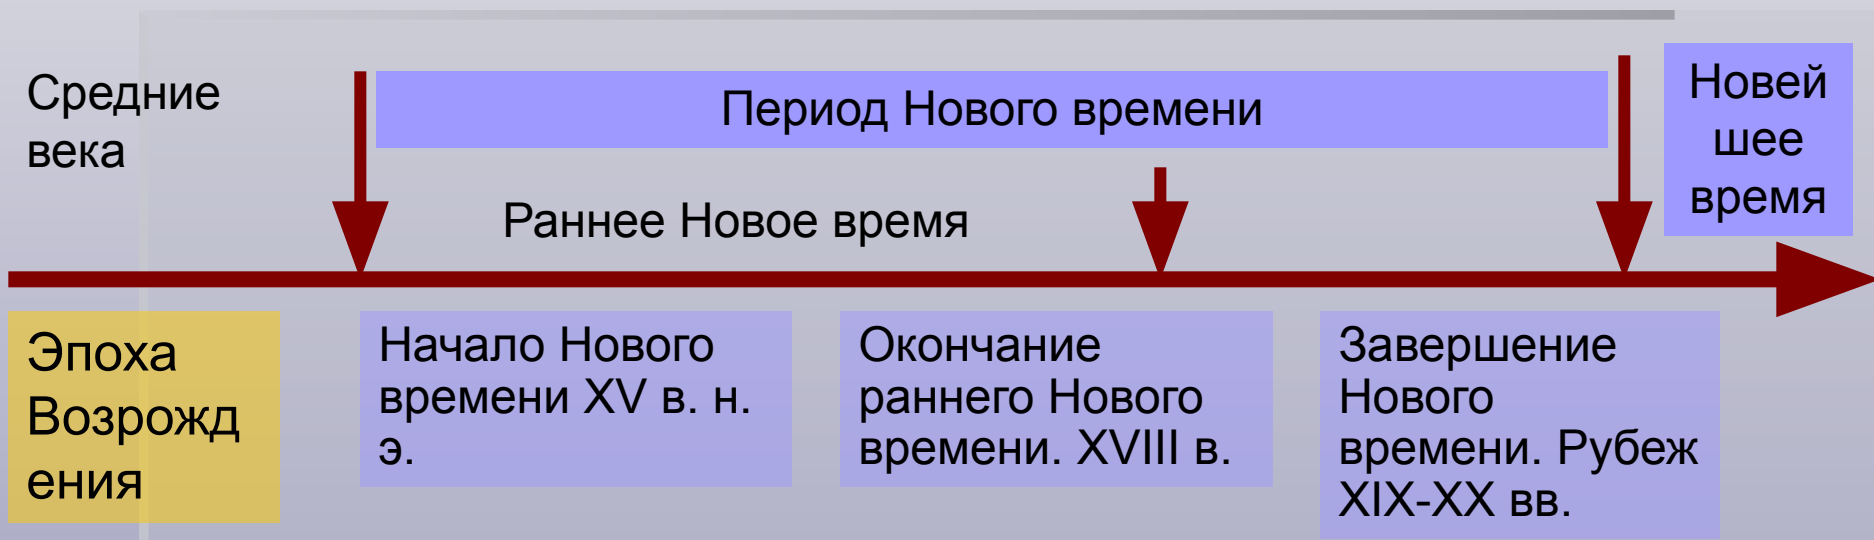 Средние
века
Период Нового времени
Новей
шее
время
Раннее Новое время
Эпоха
Возрожд
ения
Начало Нового
времени XV в. н.
э.
Окончание
раннего Нового
времени. XVIII в.
Завершение
Нового
времени. Рубеж
XIX-XX вв.